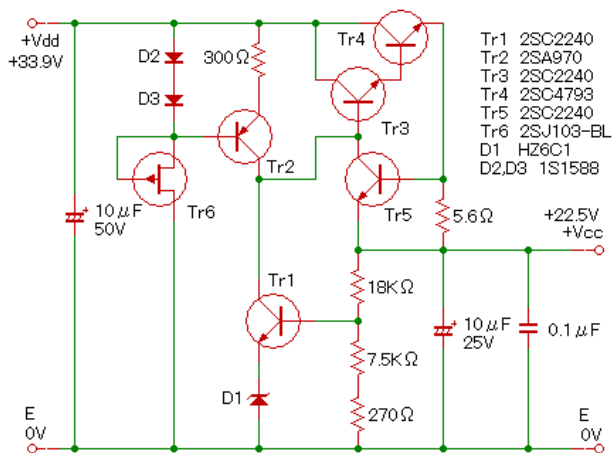 +Vdd
+33.9V
D2
D3
300Ω
Tr4
Tr3
Tr2
Tr5
Tr6
10μF
50V
Tr1 2SC2240
Tr2 2SA970
Tr3 2SC2240
Tr4 2SC4793
Tr5 2SC2240
Tr6 2SJ103-BL
D1 HZ6C1
D2,D3 1S1588
5.6Ω
+22.5V
+Vcc
Tr1
18KΩ
7.5KΩ
270Ω
10μF
25V
0.1μF
D1
E
0V
E
0V